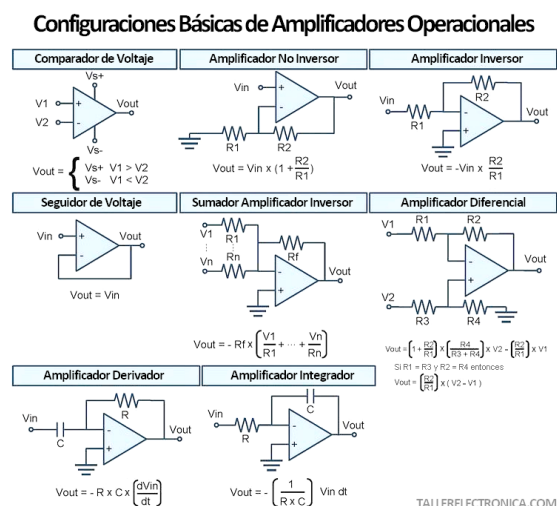 Configuraciones Básicas de Amplificadores Operacionales
Comparador de Voltaje
Vs+
V1
+
Vout
V2
-
Vs-
Vout = { Vs+ V1 > V2
Vs- V1 < V2
Amplificador No Inversor
Vin
+
Vout
-
R1
R2
Vout = Vin x (1 + R2/R1)
Amplificador Inversor
R2
Vin
R1
-
Vout
+
Vout = -Vin x R2/R1
Seguidor de Voltaje
Vin
+
Vout
-
Vout = Vin
Sumador Amplificador Inversor
V1
R1
Rf
Vn
Rn
-
Vout
+
Vout = - Rf x (V1/R1 + ... + Vn/Rn)
Amplificador Diferencial
V1
R1
R2
-
Vout
+
V2
R3
R4
Vout = (1 + R2/R1) x (R4/R3 + R4) x V2 - (R2/R1) x V1
Si R1 = R3 y R2 = R4 entonces
Vout = (R2/R1) x ( V2 - V1 )
Amplificador Derivador
Vin
R
C
-
Vout
+
Vout = - R x C x (dVin/dt)
Amplificador Integrador
C
Vin
R
-
Vout
+
Vout = - (1/R x C) Vin dt
TALLERELECTRONICA.COM